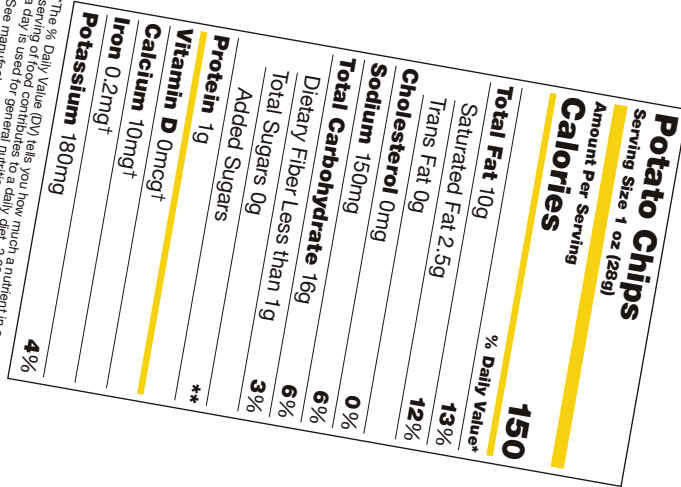 Potato Chips
Serving Size 1 oz (28g)
Amount Per Serving
Calories 150
% Daily Value*
Total Fat 10g 13%
Saturated Fat 2.5g 12%
Trans Fat 0g
Cholesterol 0mg 0%
Sodium 150mg 6%
Total Carbohydrate 16g 6%
Dietary Fiber Less than 1g 3%
Total Sugars 0g
Added Sugars **
Protein 1g
Vitamin D 0mcg†
Calcium 10mg†
Iron 0.2mg†
Potassium 180mg 4%
*The % Daily Value (DV) tells you how much a nutrient in a
serving of food contributes to a daily diet.
a day is used for general
See